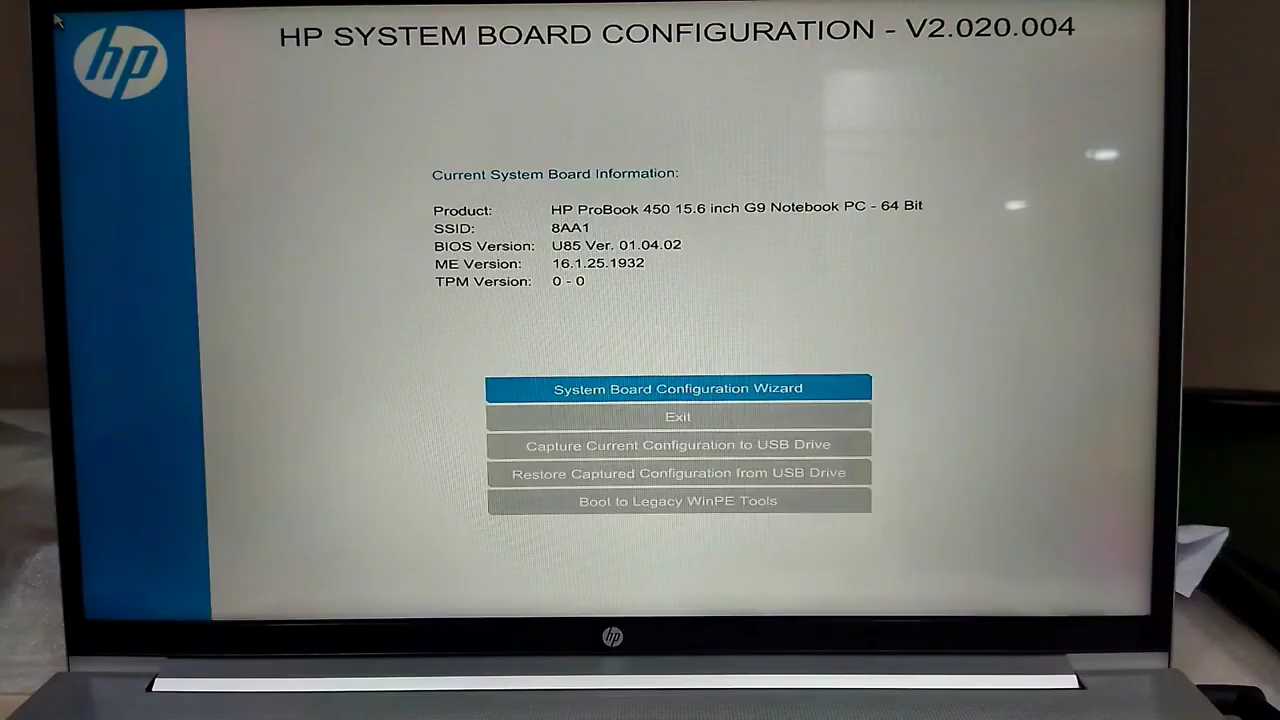 hp
HP SYSTEM BOARD CONFIGURATION - V2.020.004
Current System Board Information:
Product: HP ProBook 450 15.6 inch G9 Notebook PC - 64 Bit
SSID: 8AA1
BIOS Version: U85 Ver. 01.04.02
ME Version: 16.1.25.1932
TPM Version: 0 - 0
System Board Configuration Wizard
Exit
Capture Current Configuration to USB Drive
Restore Captured Configuration from USB Drive
Boot to Legacy WinPE Tools
hp